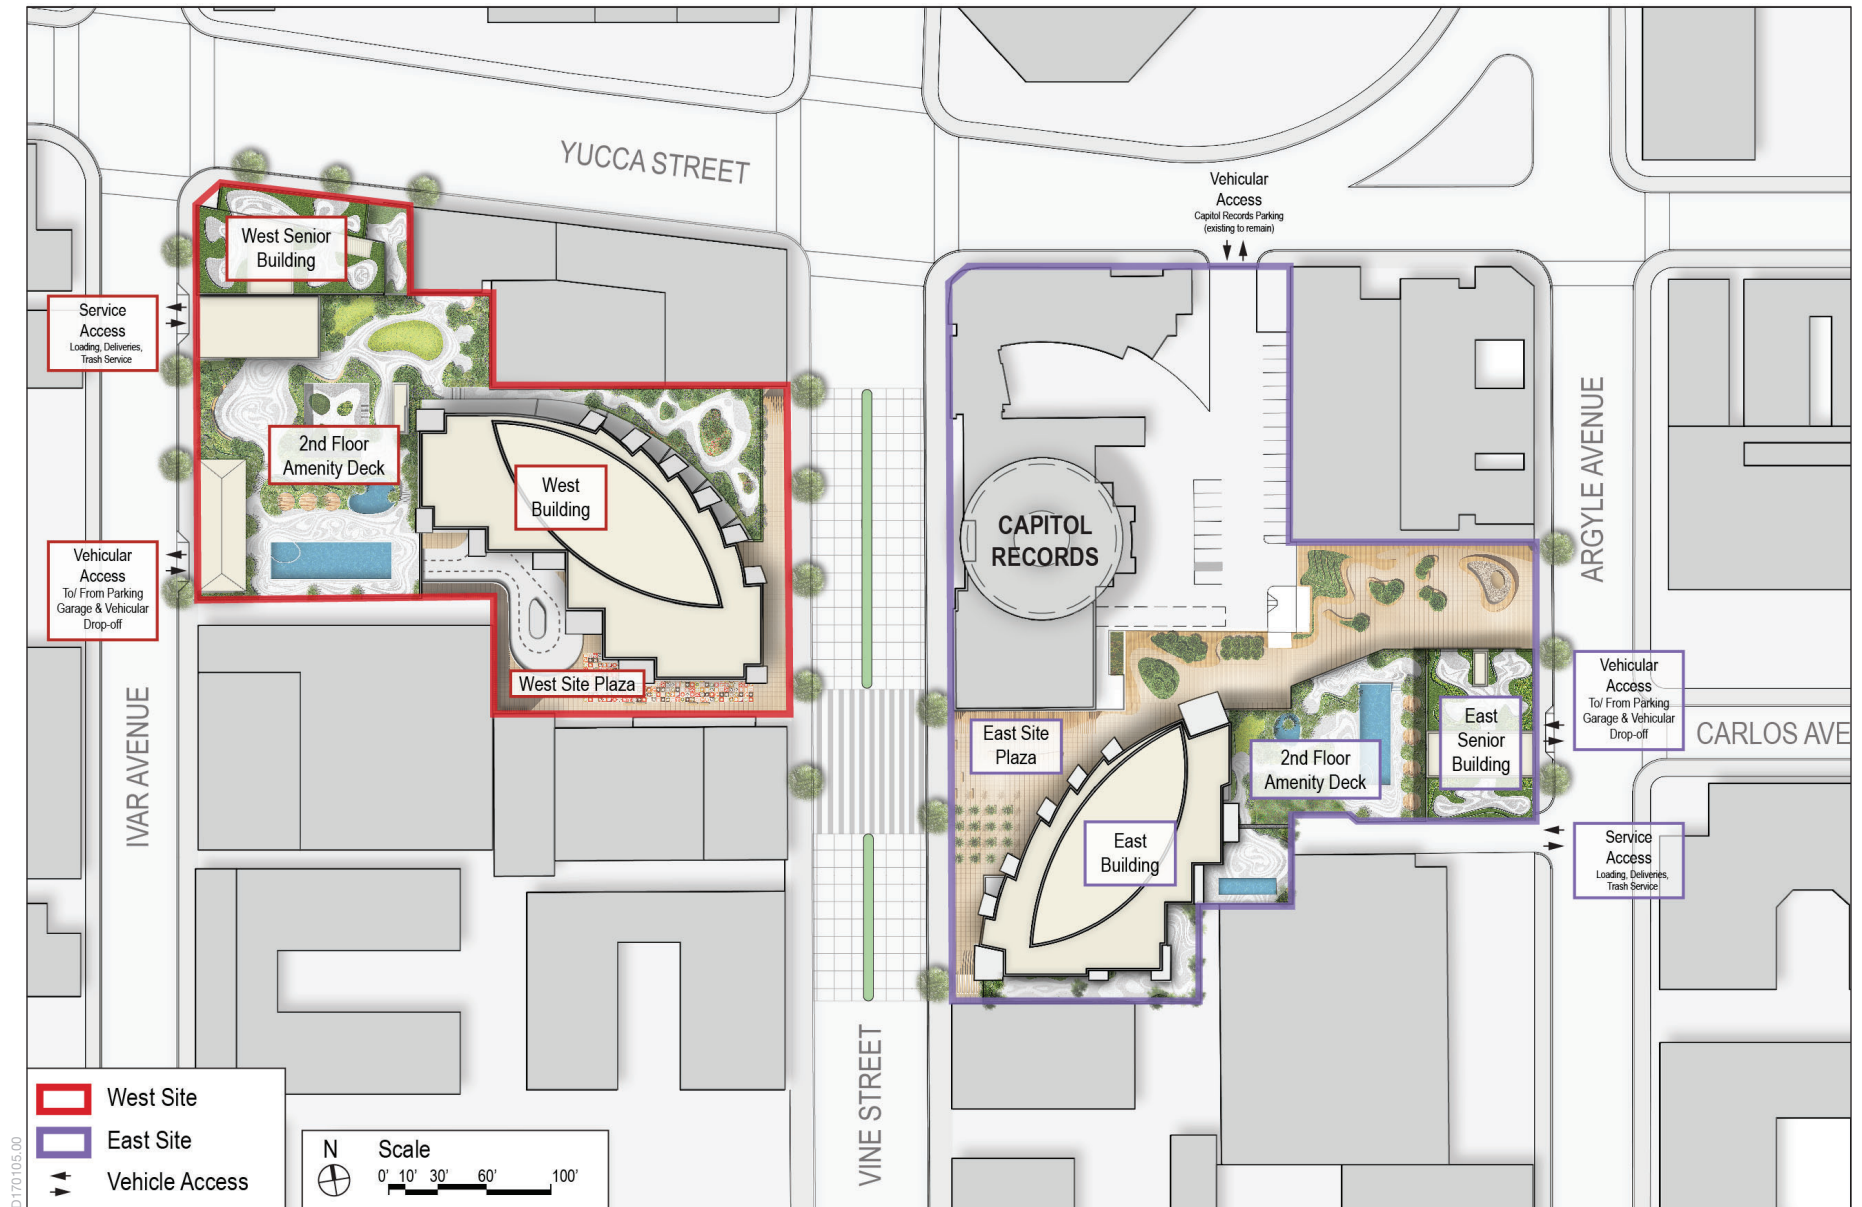 YUCCA STREET
Vehicular
Access
Capitol Records Parking
(existing to remain)
West Senior
Building
Service
Access
Loading, Deliveries,
Trash Service
2nd Floor
Amenity Deck
West
Building
Vehicular
Access
To/ From Parking
Garage & Vehicular
Drop-off
West Site Plaza
IVAR AVENUE
CAPITOL
RECORDS
ARGYLE AVENUE
East Site
Plaza
2nd Floor
Amenity Deck
East
Senior
Building
Vehicular
Access
To/ From Parking
Garage & Vehicular
Drop-off
CARLOS AVE
East
Building
Service
Access
Loading, Deliveries,
Trash Service
VINE STREET
West Site
East Site
Vehicle Access
N
Scale
0' 10' 30' 60' 100'
D170105.00